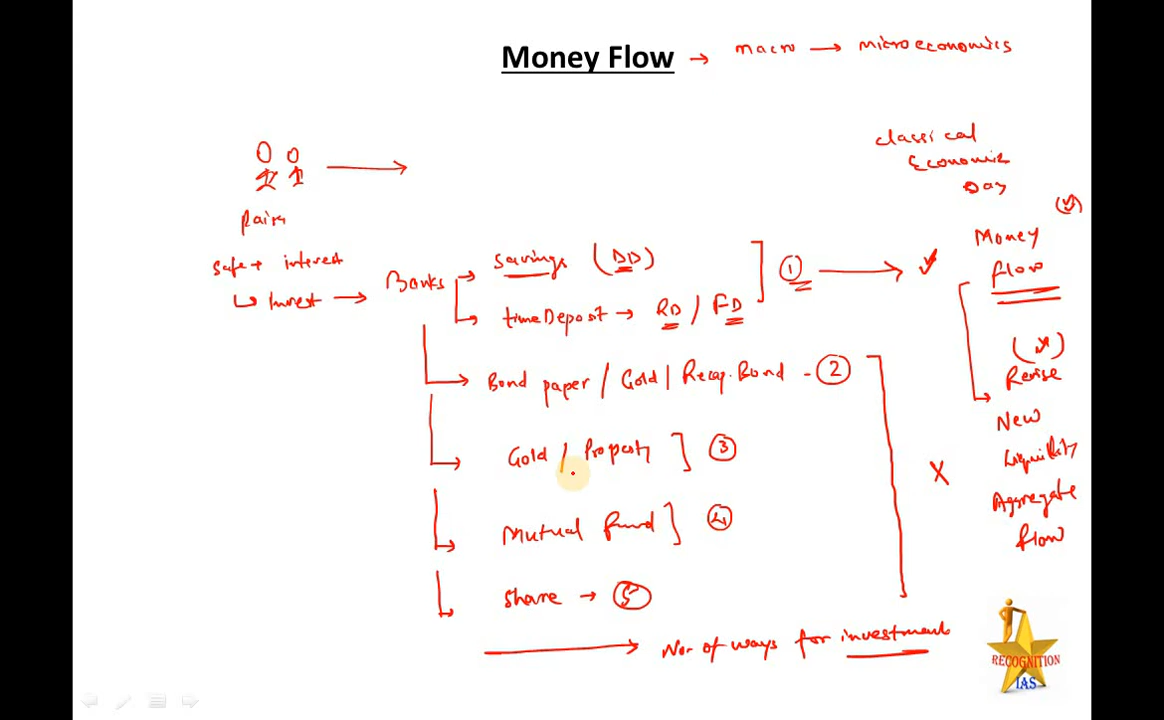 Money Flow → macro → microeconomics
classical
Economics
Day
Money
flow
safe → interest
↳ Invest → Banks → Savings (DD) ] ①
time Deposit → RD / FD
Bond paper / Gold / Recap. Bond - ②
Gold / Property ] ③
Mutual fund ] ④
Share → ⑤
→ No. of ways for investment
X
Revise
New
Liquidity
Aggregate
flow
RECOGNITION
IAS